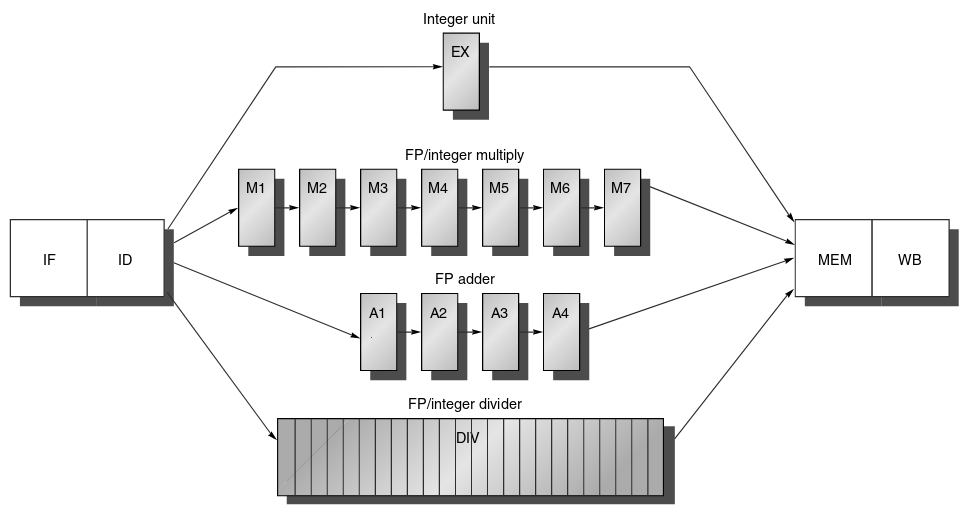 Integer unit
EX
FP/integer multiply
M1 M2 M3 M4 M5 M6 M7
IF ID MEM WB
FP adder
A1 A2 A3 A4
FP/integer divider
DIV